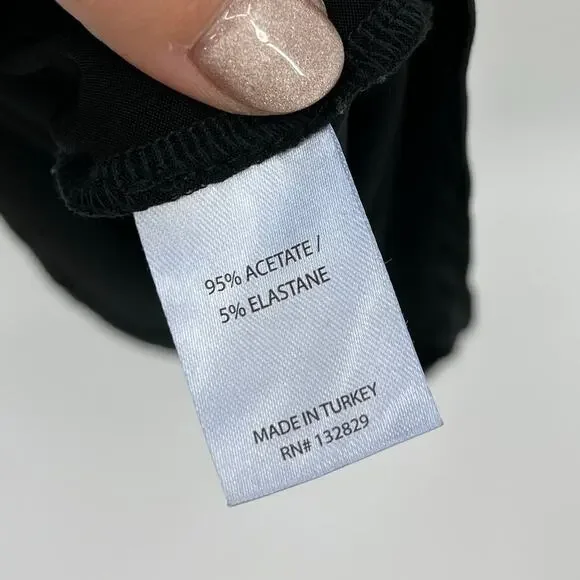 95% ACETATE /
5% ELASTANE
MADE IN TURKEY
RN# 132829